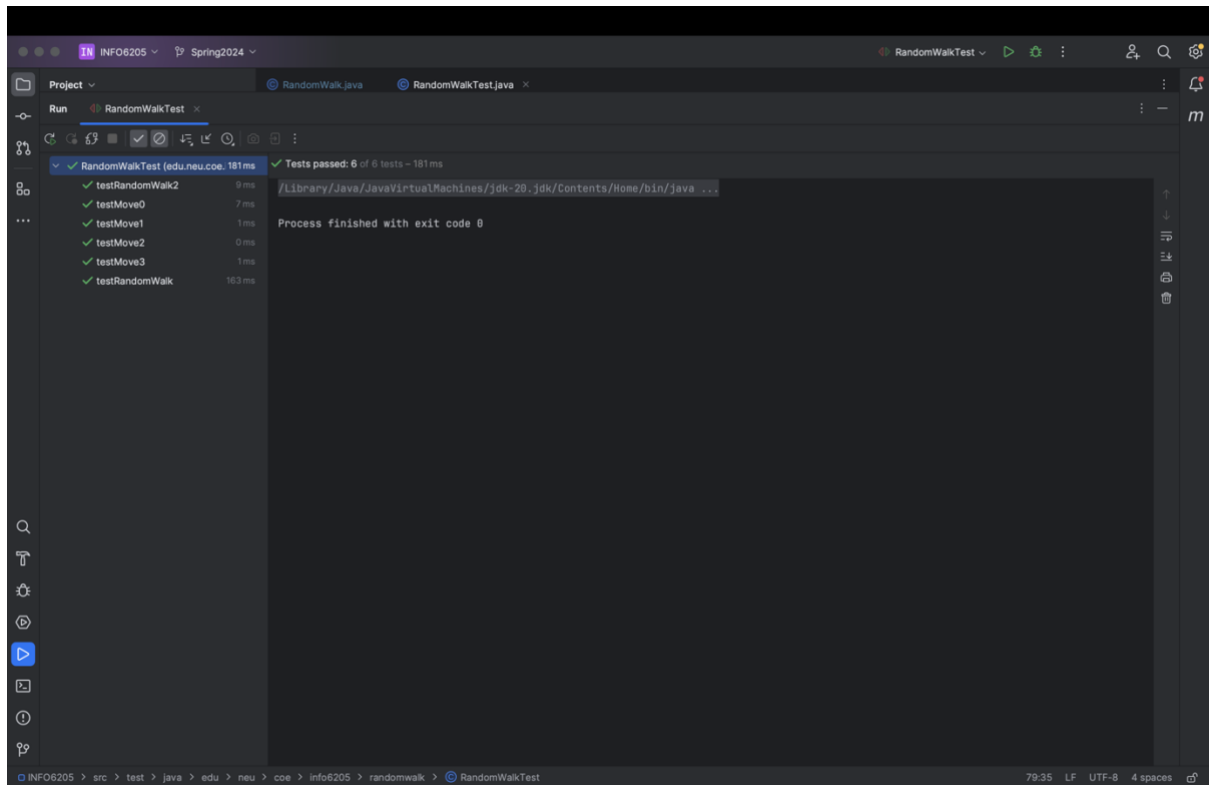 IN INFO6205 Spring2024 RandomWalkTest
Project RandomWalk.java RandomWalkTest.java
Run RandomWalkTest
m
RandomWalkTest (edu.neu.coe. 181 ms
Tests passed: 6 of 6 tests – 181 ms
testRandomWalk2 9 ms
testMove0 7 ms
testMove1 1 ms
testMove2 0 ms
testMove3 1 ms
testRandomWalk 163 ms
/Library/Java/JavaVirtualMachines/jdk-20.jdk/Contents/Home/bin/java ...
Process finished with exit code 0
INFO6205 > src > test > java > edu > neu > coe > info6205 > randomwalk > RandomWalkTest 79:35 LF UTF-8 4 spaces